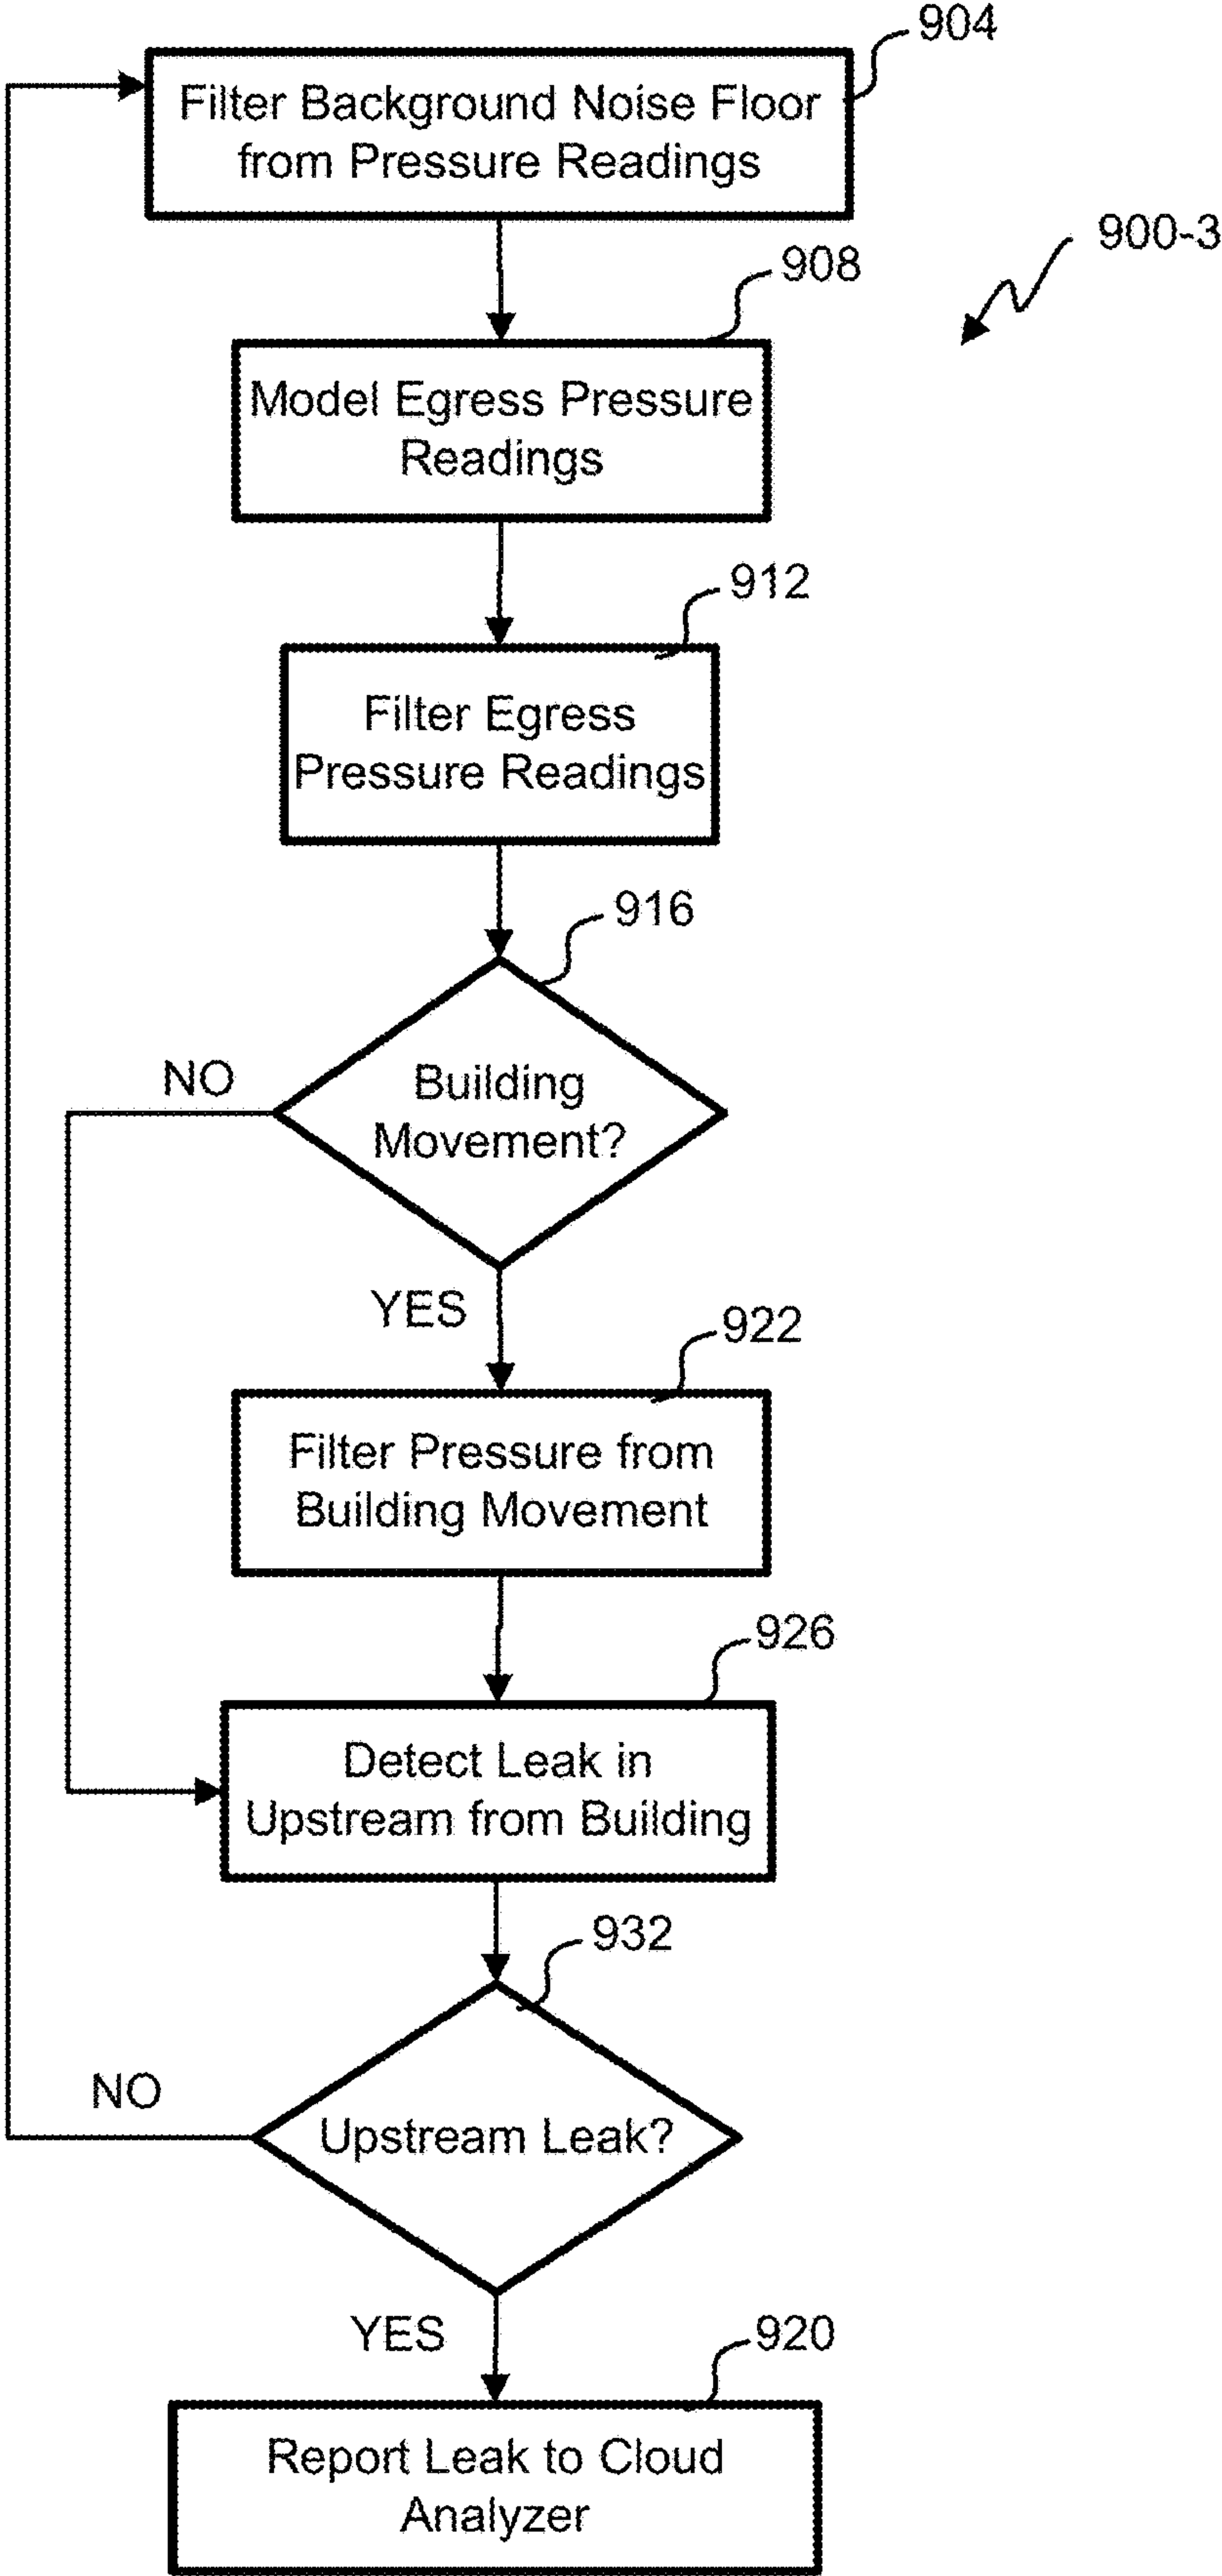 904
Filter Background Noise Floor
from Pressure Readings
900-3
908
Model Egress Pressure
Readings
912
Filter Egress
Pressure Readings
916
NO
Building
Movement?
YES
922
Filter Pressure from
Building Movement
926
Detect Leak in
Upstream from Building
932
NO
Upstream Leak?
YES
920
Report Leak to Cloud
Analyzer